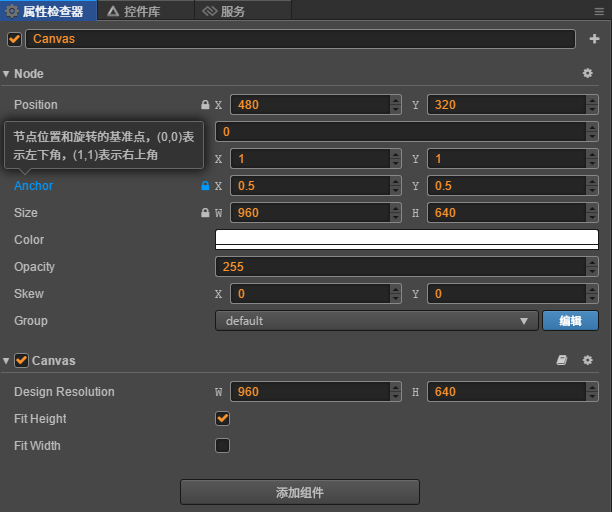 属性检查器 控件库 服务
Canvas
Node
Position X 480 Y 320
节点位置和旋转的基准点，(0,0)表
示左下角，(1,1)表示右上角
0
X 1 Y 1
Anchor X 0.5 Y 0.5
Size W 960 H 640
Color
Opacity 255
Skew X 0 Y 0
Group default 编辑
Canvas
Design Resolution W 960 H 640
Fit Height
Fit Width
添加组件